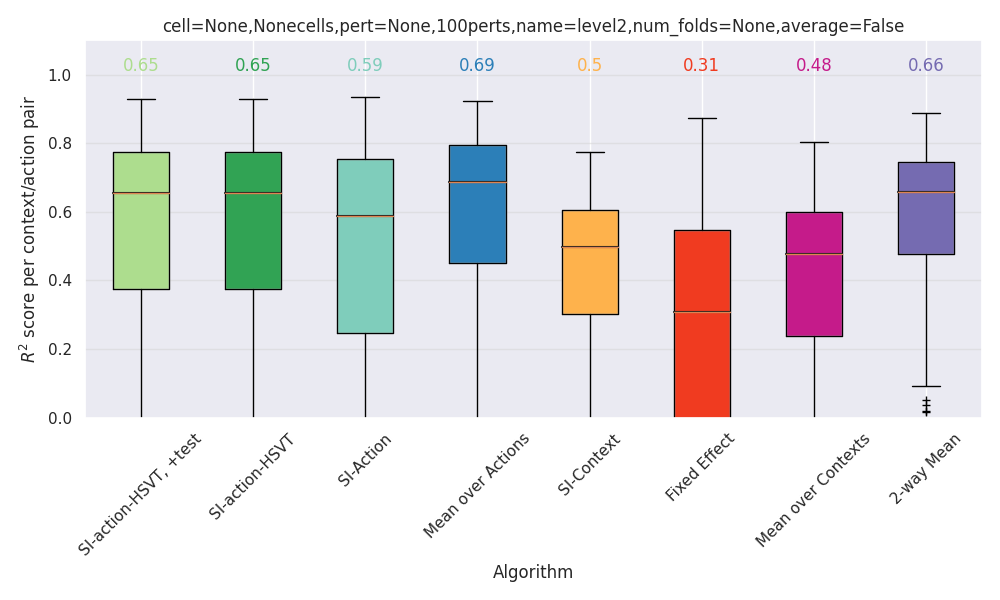 cell=None,Nonecells,pert=None,100perts,name=level2,num_folds=None,average=False
0.65 0.65 0.59 0.69 0.5 0.31 0.48 0.66
1.0
0.8
0.6
0.4
0.2
0.0
R² score per context/action pair
SI-action-HSVT, +test
SI-action-HSVT
SI-Action
Mean over Actions
SI-Context
Fixed Effect
Mean over Contexts
2-way Mean
Algorithm